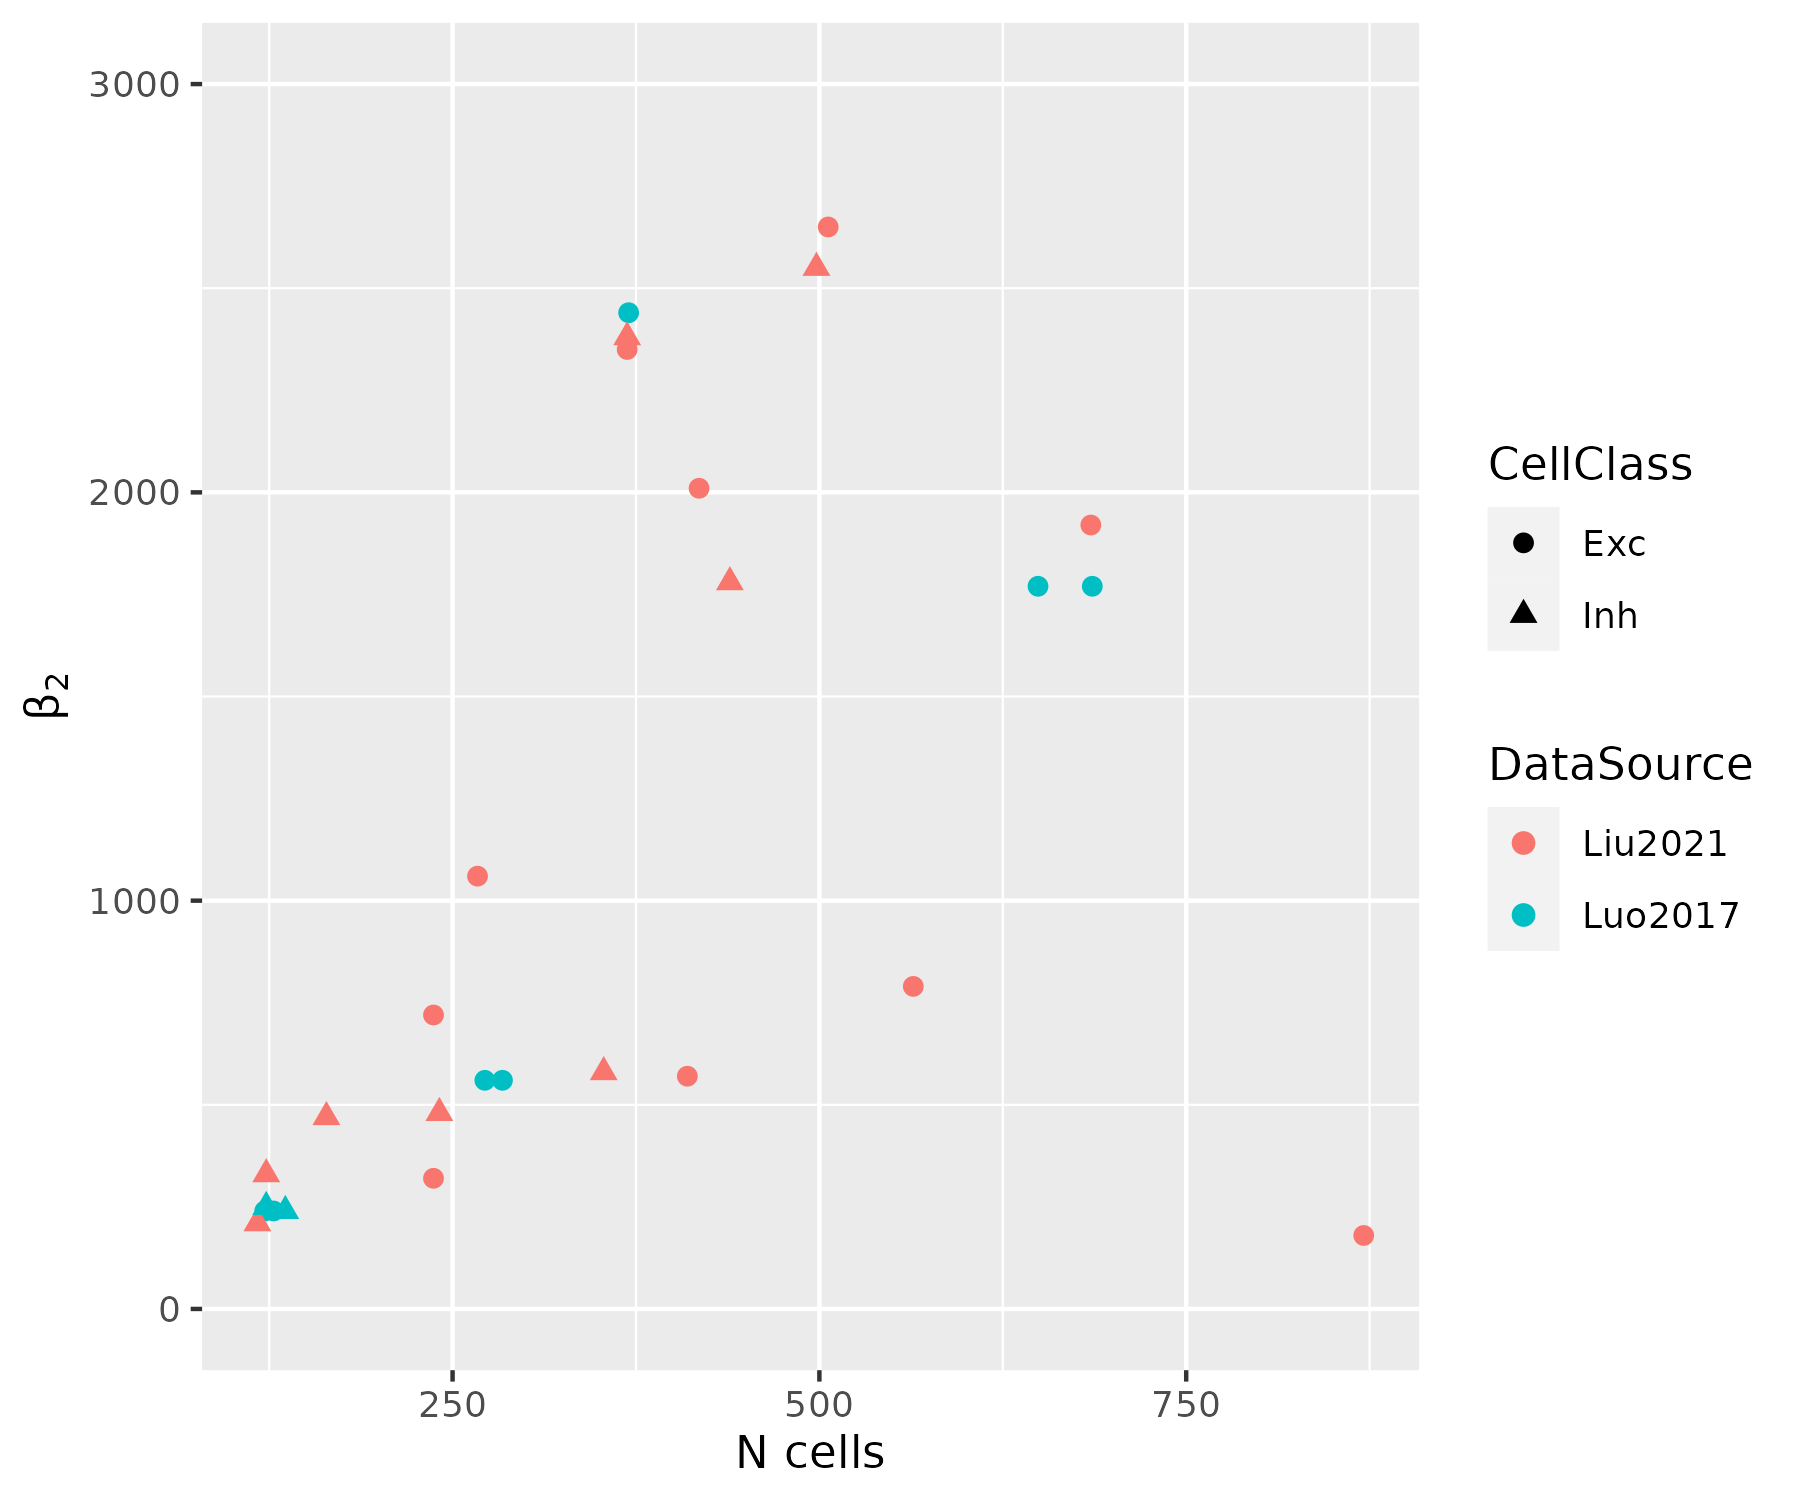 3000
2000
1000
0
β₂
250 500 750
N cells
CellClass
Exc
Inh
DataSource
Liu2021
Luo2017